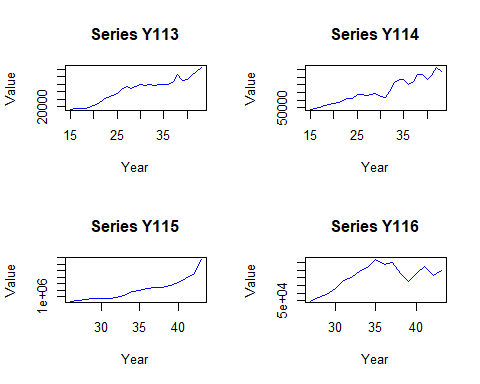 Series Y113
Value
20000
15 25 35
Year
Series Y114
Value
50000
15 25 35
Year
Series Y115
Value
1e+06
30 35 40
Year
Series Y116
Value
5e+04
30 35 40
Year